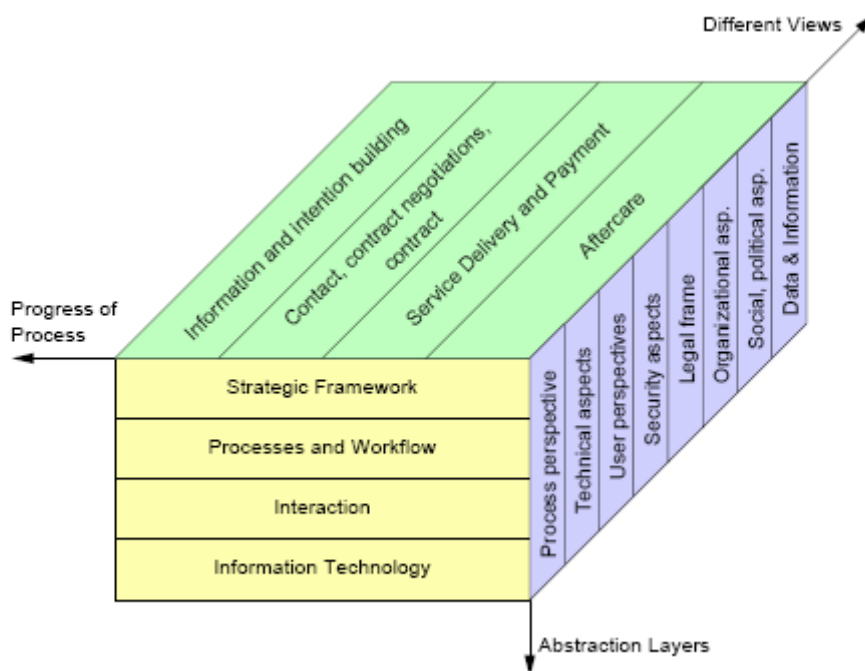 Different Views
Information and intention building
Contact, contract negotiations,
contract
Service Delivery and Payment
Aftercare
Progress of
Process
Strategic Framework
Processes and Workflow
Interaction
Information Technology
Process perspective
Technical aspects
User perspectives
Security aspects
Legal frame
Organizational asp.
Social, political asp.
Data & Information
Abstraction Layers